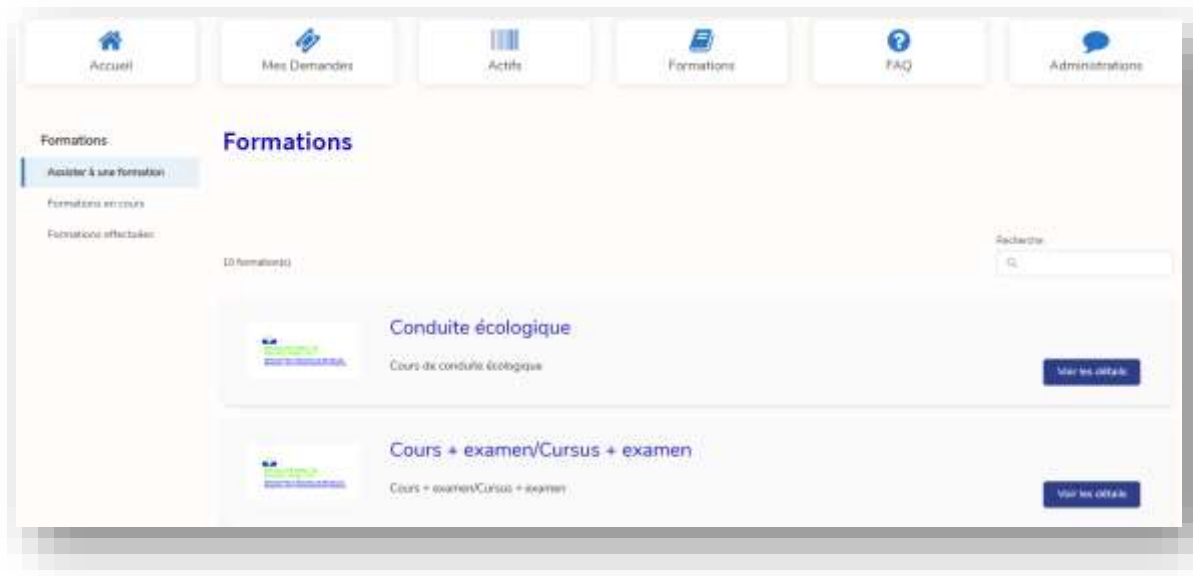 Accueil
Mes Demandes
Actifs
Formations
FAQ
Administrations
Formations
Assister à une formation
Formations en cours
Formations effectuées
Formations
10 formation(s)
Recherche
Conduite écologique
Cours de conduite écologique
Voir les détails
Cours + examen/Cursus + examen
Cours + examen/Cursus + examen
Voir les détails